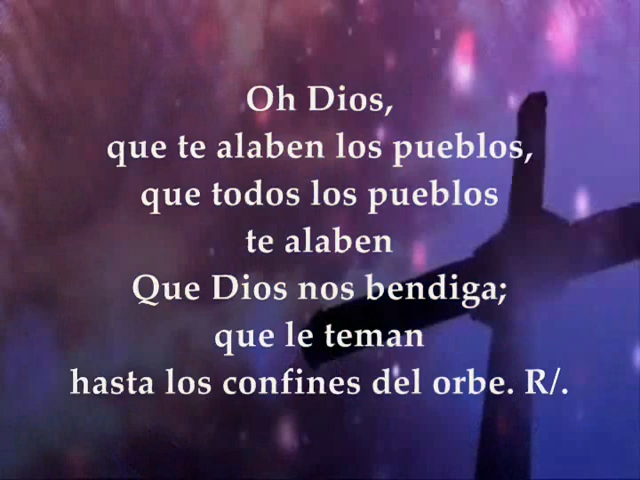 Oh Dios,
que te alaben los pueblos,
que todos los pueblos
te alaben
Que Dios nos bendiga;
que le teman
hasta los confines del orbe. R/.